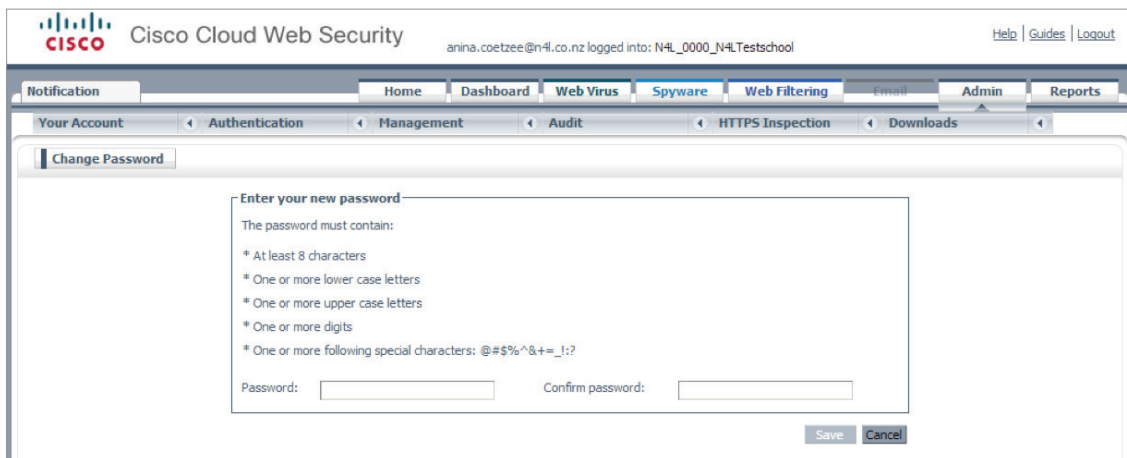 CISCO Cisco Cloud Web Security
anina.coetzee@n4l.co.nz logged into: N4L_0000_N4LTestschool
Help | Guides | Logout
Notification
Home Dashboard Web Virus Spyware Web Filtering Email Admin Reports
Your Account Authentication Management Audit HTTPS Inspection Downloads
Change Password
Enter your new password
The password must contain:
* At least 8 characters
* One or more lower case letters
* One or more upper case letters
* One or more digits
* One or more following special characters: @#$%^&+=_!:?
Password: Confirm password:
Save Cancel